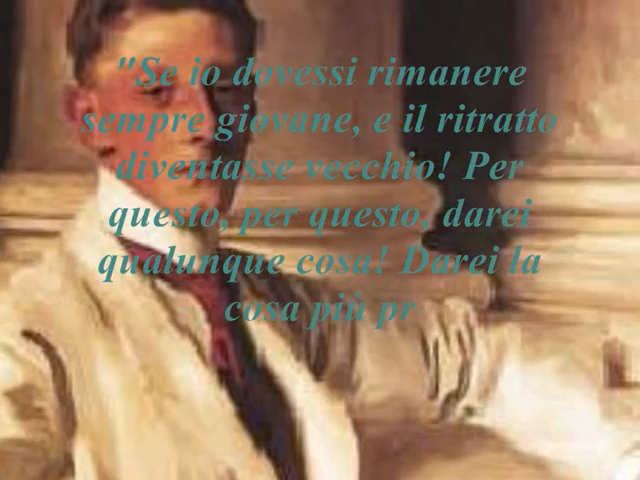 "Se io dovessi rimanere
sempre giovane, e il ritratto
diventasse vecchio! Per
questo, per questo, darei
qualunque cosa! Darei la
cosa più pr